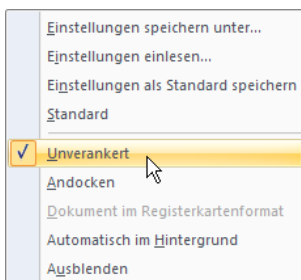 Einstellungen speichern unter...
Einstellungen einlesen...
Einstellungen als Standard speichern
Standard
Unverankert
Andocken
Dokument im Registerkartenformat
Automatisch im Hintergrund
Ausblenden